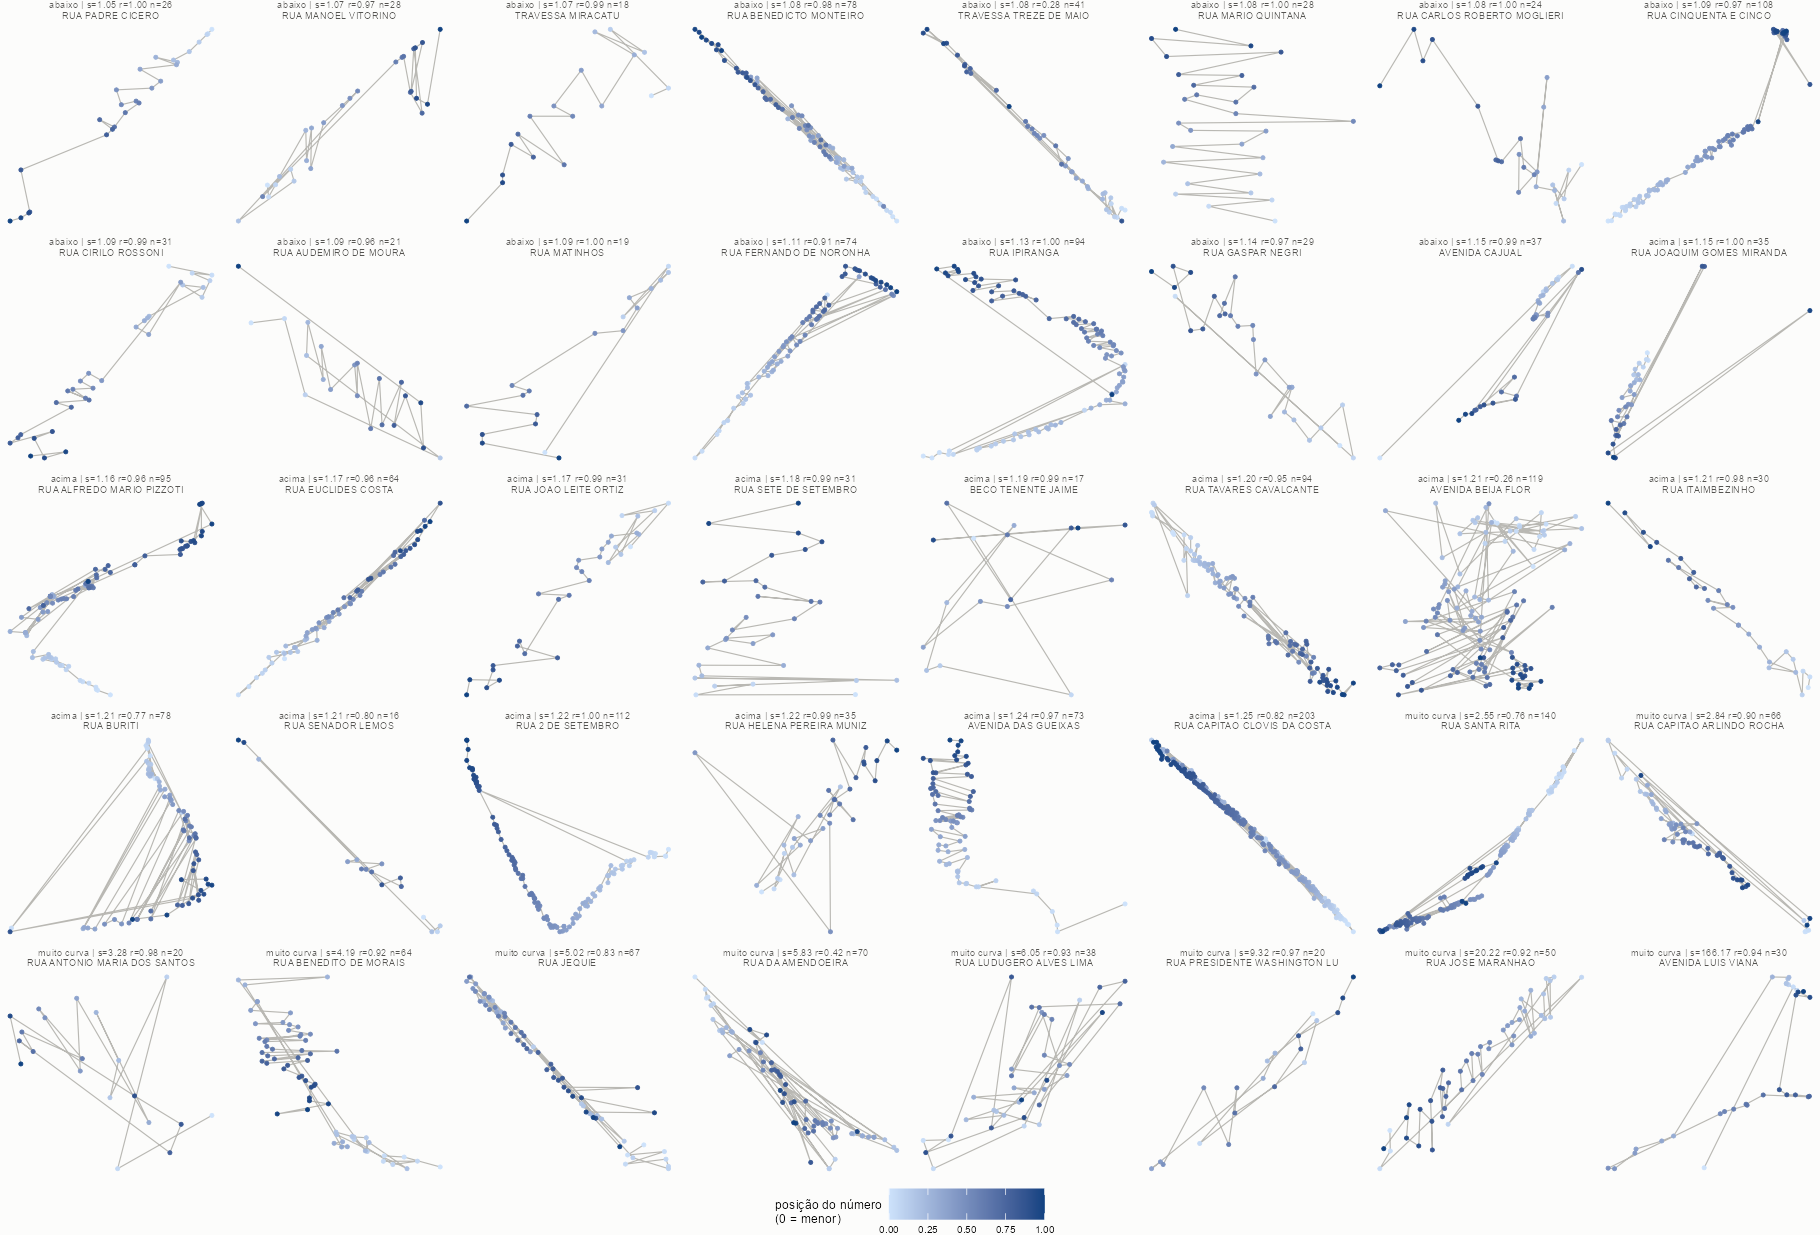 abaixo | s=1.05 r=1.00 n=26
RUA PADRE CICERO
abaixo | s=1.07 r=0.97 n=28
RUA MANOEL VITORINO
abaixo | s=1.07 r=0.99 n=18
TRAVESSA MIRACATU
abaixo | s=1.08 r=0.98 n=78
RUA BENEDICTO MONTEIRO
abaixo | s=1.08 r=0.28 n=41
TRAVESSA TREZE DE MAIO
abaixo | s=1.08 r=1.00 n=28
RUA MARIO QUINTANA
abaixo | s=1.08 r=1.00 n=24
RUA CARLOS ROBERTO MOGLIERI
abaixo | s=1.09 r=0.97 n=108
RUA CINQUENTA E CINCO
abaixo | s=1.09 r=0.99 n=31
RUA CIRILO ROSSONI
abaixo | s=1.09 r=0.96 n=21
RUA AUDEMIRO DE MOURA
abaixo | s=1.09 r=1.00 n=19
RUA MATINHOS
abaixo | s=1.11 r=0.91 n=74
RUA FERNANDO DE NORONHA
abaixo | s=1.13 r=1.00 n=94
RUA IPIRANGA
abaixo | s=1.14 r=0.97 n=29
RUA GASPAR NEGRI
abaixo | s=1.15 r=0.99 n=37
AVENIDA CAJUAL
acima | s=1.15 r=1.00 n=35
RUA JOAQUIM GOMES MIRANDA
acima | s=1.16 r=0.96 n=95
RUA ALFREDO MARIO PIZZOTI
acima | s=1.17 r=0.96 n=64
RUA EUCLIDES COSTA
acima | s=1.17 r=0.99 n=31
RUA JOAO LEITE ORTIZ
acima | s=1.18 r=0.99 n=31
RUA SETE DE SETEMBRO
acima | s=1.19 r=0.99 n=17
BECO TENENTE JAIME
acima | s=1.20 r=0.95 n=94
RUA TAVARES CAVALCANTE
acima | s=1.21 r=0.26 n=119
AVENIDA BEIJA FLOR
acima | s=1.21 r=0.98 n=30
RUA ITAIMBEZINHO
acima | s=1.21 r=0.77 n=78
RUA BURITI
acima | s=1.21 r=0.80 n=16
RUA SENADOR LEMOS
acima | s=1.22 r=1.00 n=112
RUA 2 DE SETEMBRO
acima | s=1.22 r=0.99 n=35
RUA HELENA PEREIRA MUNIZ
acima | s=1.24 r=0.97 n=73
AVENIDA DAS GUEIXAS
acima | s=1.25 r=0.82 n=203
RUA CAPITAO CLOVIS DA COSTA
muito curva | s=2.55 r=0.76 n=140
RUA SANTA RITA
muito curva | s=2.84 r=0.90 n=66
RUA CAPITAO ARLINDO ROCHA
muito curva | s=3.28 r=0.98 n=20
RUA ANTONIO MARIA DOS SANTOS
muito curva | s=4.19 r=0.92 n=64
RUA BENEDITO DE MORAIS
muito curva | s=5.02 r=0.83 n=67
RUA JEQUIE
muito curva | s=5.83 r=0.42 n=70
RUA DA AMENDOEIRA
muito curva | s=6.05 r=0.93 n=38
RUA LUDUGERO ALVES LIMA
muito curva | s=9.32 r=0.97 n=20
RUA PRESIDENTE WASHINGTON LU
muito curva | s=20.22 r=0.92 n=50
RUA JOSE MARANHAO
muito curva | s=166.17 r=0.94 n=30
AVENIDA LUIS VIANA
posição do número
(0 = menor)
0.00 0.25 0.50 0.75 1.00